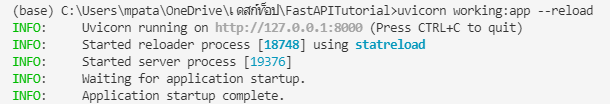 (base) C:\Users\mpata\OneDrive\เดสก์ท็อป\FastAPITutorial>uvicorn working:app --reload
INFO:     Uvicorn running on http://127.0.0.1:8000 (Press CTRL+C to quit)
INFO:     Started reloader process [18748] using statreload
INFO:     Started server process [19376]
INFO:     Waiting for application startup.
INFO:     Application startup complete.